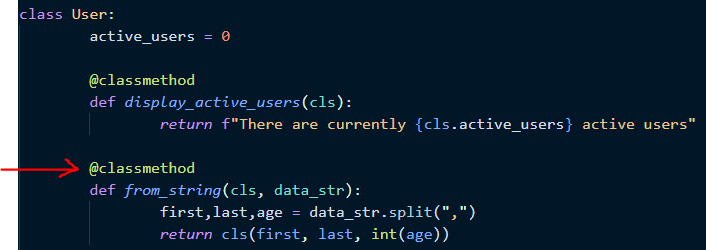 class User:
active_users = 0
@classmethod
def display_active_users(cls):
return f"There are currently {cls.active_users} active users"
@classmethod
def from_string(cls, data_str):
first,last,age = data_str.split(",")
return cls(first, last, int(age))